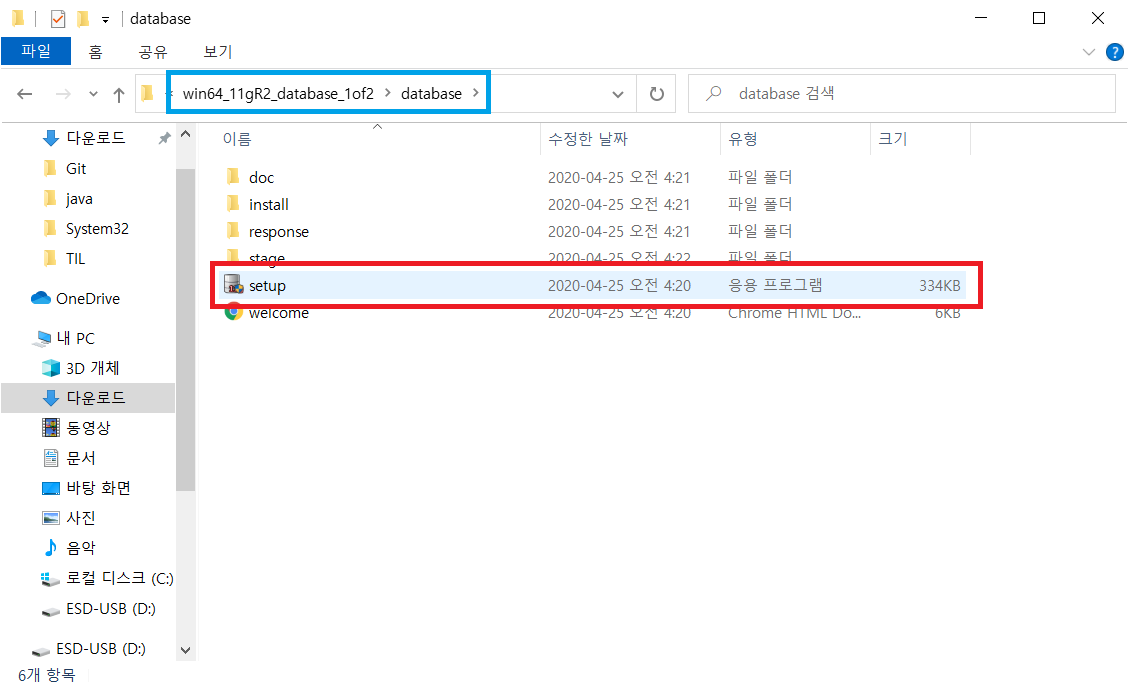 database
파일 홈 공유 보기
win64_11gR2_database_1of2 database database 검색
이름 수정한 날짜 유형 크기
다운로드
Git
java
System32
TIL
OneDrive
내 PC
3D 개체
다운로드
동영상
문서
바탕 화면
사진
음악
로컬 디스크 (C:)
ESD-USB (D:)
ESD-USB (D:)
doc 2020-04-25 오전 4:21 파일 폴더
install 2020-04-25 오전 4:21 파일 폴더
response 2020-04-25 오전 4:21 파일 폴더
stage 2020-04-25 오전 4:22 파일 폴더
setup 2020-04-25 오전 4:20 응용 프로그램 334KB
welcome 2020-04-25 오전 4:20 Chrome HTML Do... 6KB
6개 항목